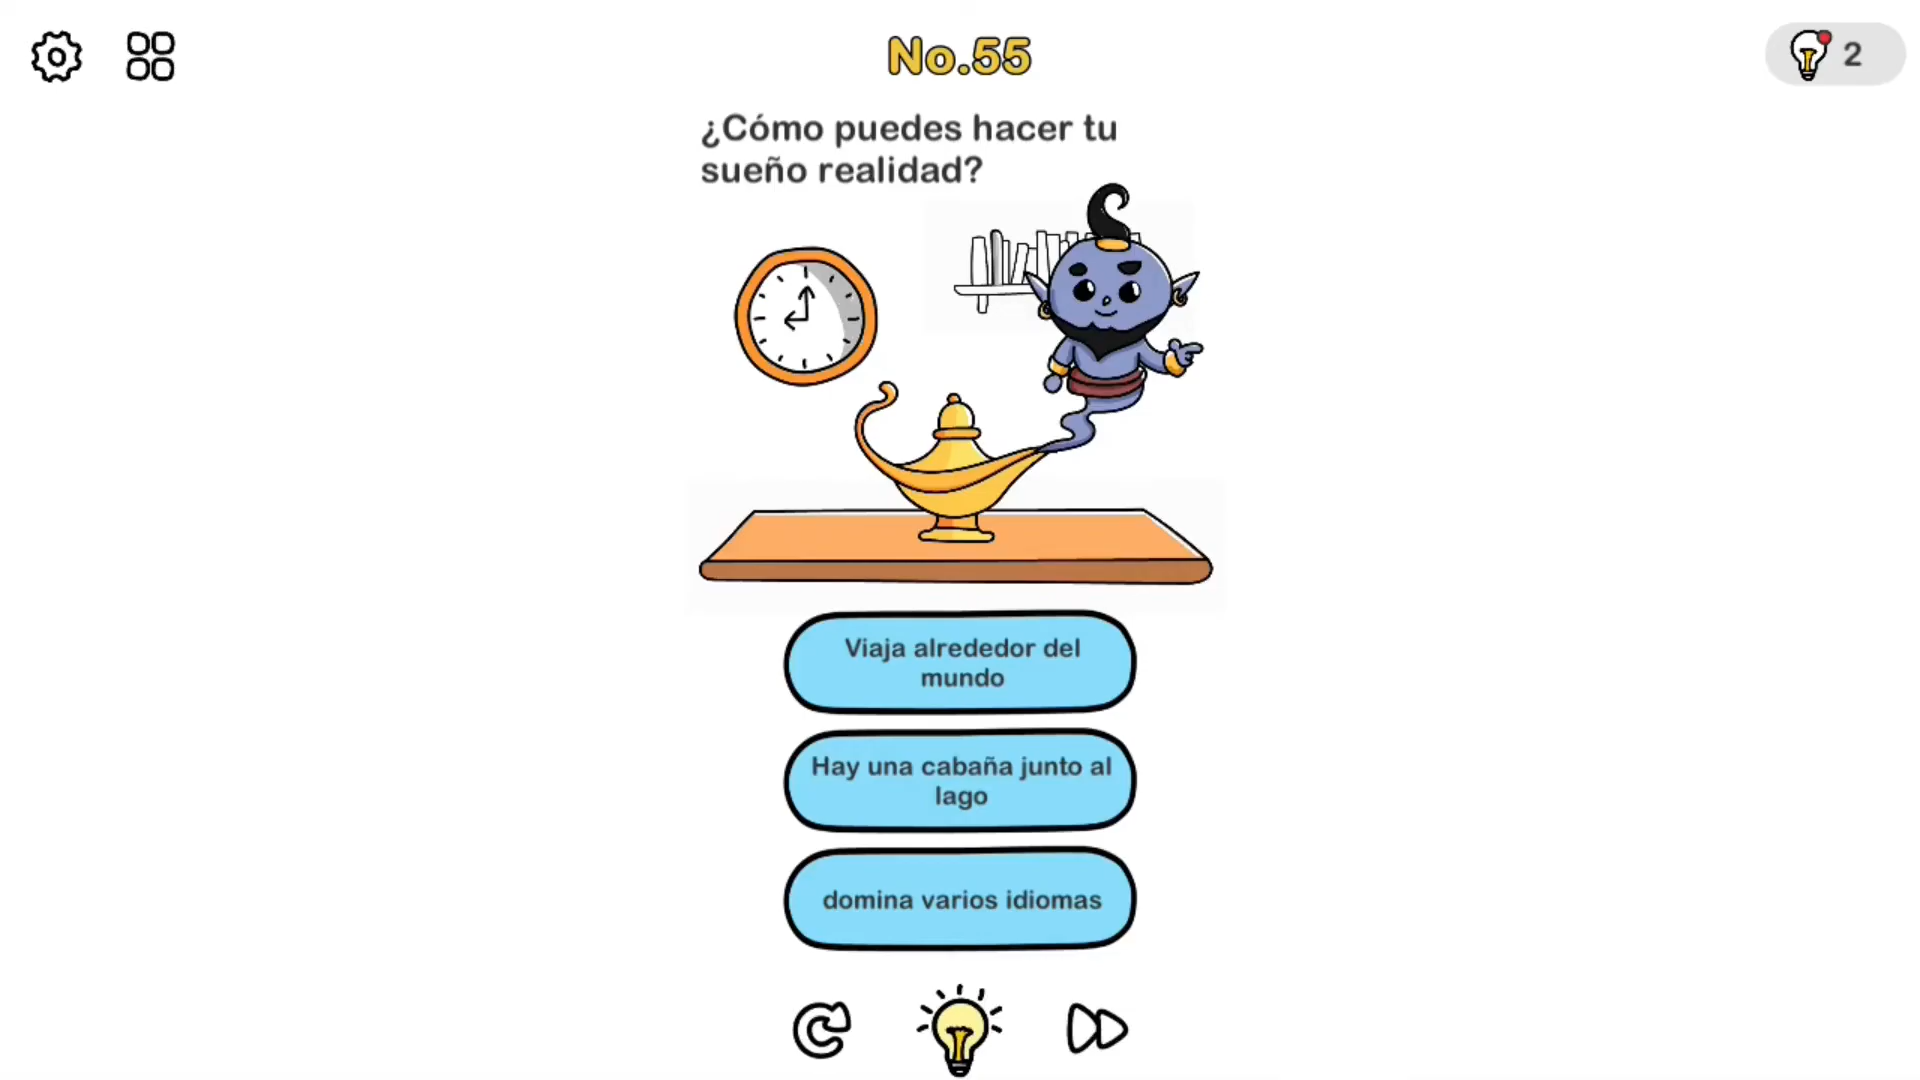 No.55
2
¿Cómo puedes hacer tu
sueño realidad?
Viaja alrededor del
mundo
Hay una cabaña junto al
lago
domina varios idiomas